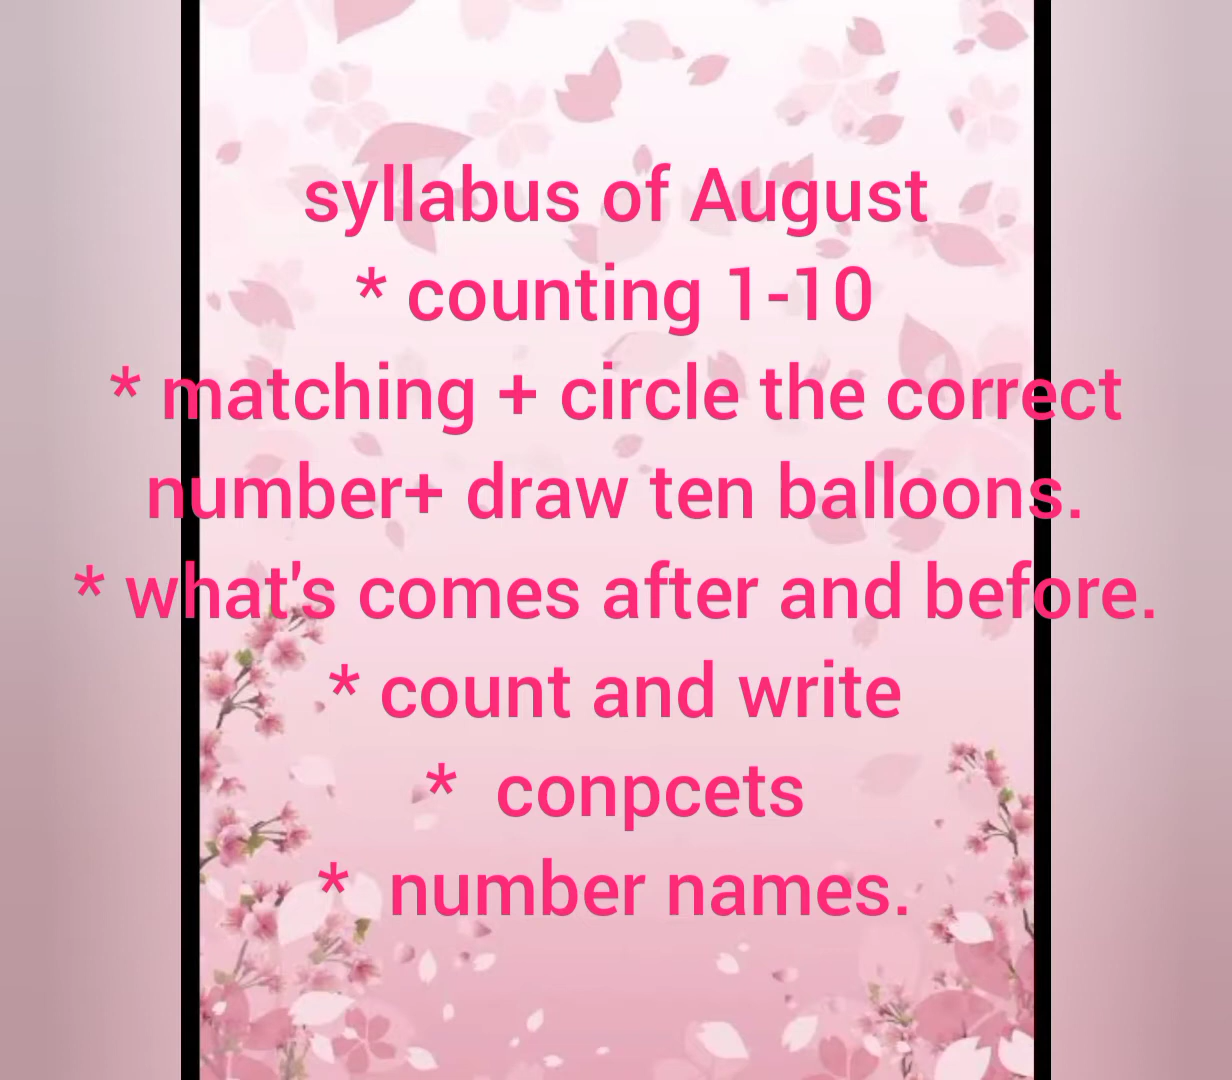 syllabus of August
* counting 1-10
* matching + circle the correct
number+ draw ten balloons.
* what's comes after and before.
* count and write
*  conpcets
*  number names.